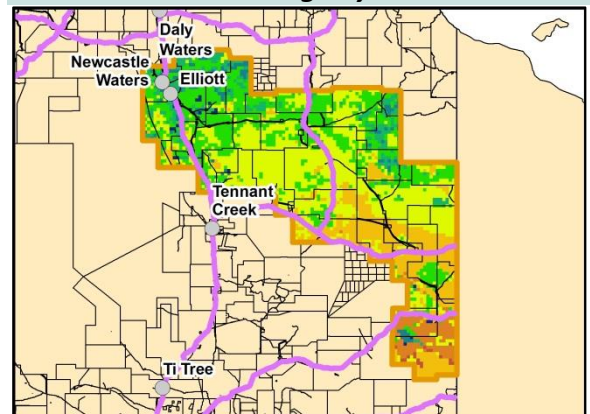 Daly
Waters
Newcastle
Waters
Elliott
Tennant
Creek
Ti Tree